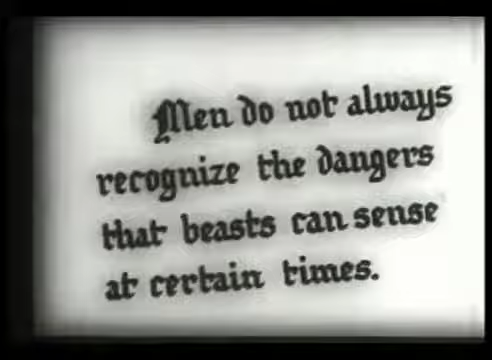 Men do not always
recognize the dangers
that beasts can sense
at certain times.